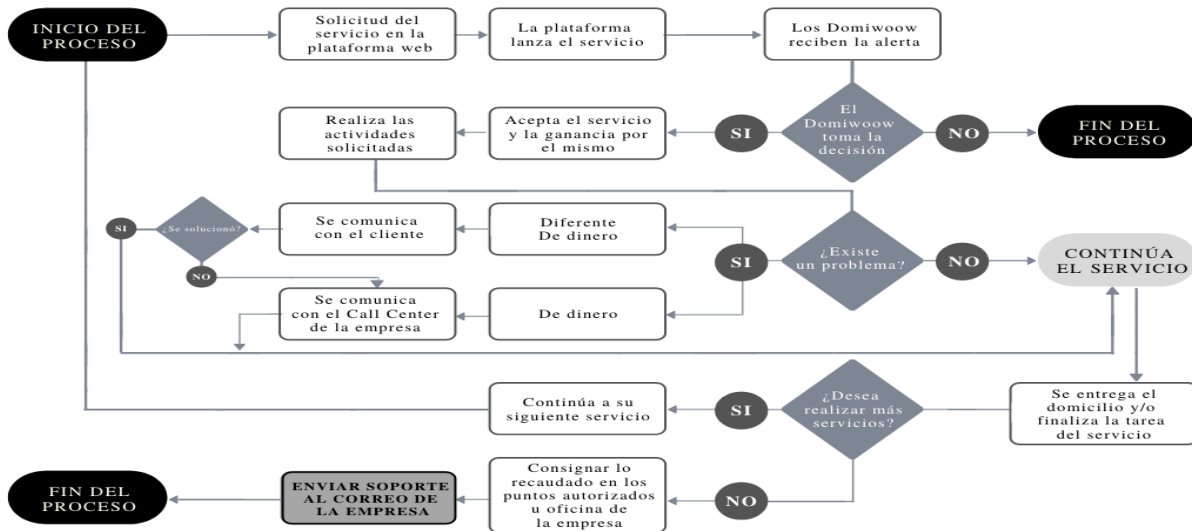 INICIO DEL
PROCESO
Solicitud del
servicio en la
plataforma web
La plataforma
lanza el servicio
Los Domiwoow
reciben la alerta
Realiza las
actividades
solicitadas
Acepta el servicio
y la ganancia por
el mismo
SI
El
Domiwoow
toma la
decisión
NO
FIN DEL
PROCESO
SI
¿Se solucionó?
NO
Se comunica
con el cliente
Diferente
De dinero
SI
¿Existe
un problema?
NO
CONTINÚA
EL SERVICIO
Se comunica
con el Call Center
de la empresa
De dinero
Continúa a su
siguiente servicio
SI
¿Desea
realizar más
servicios?
Se entrega el
domicilio y/o
finaliza la tarea
del servicio
FIN DEL
PROCESO
ENVIAR SOPORTE
AL CORREO DE
LA EMPRESA
Consignar lo
recaudado en los
puntos autorizados
u oficina de
la empresa
NO